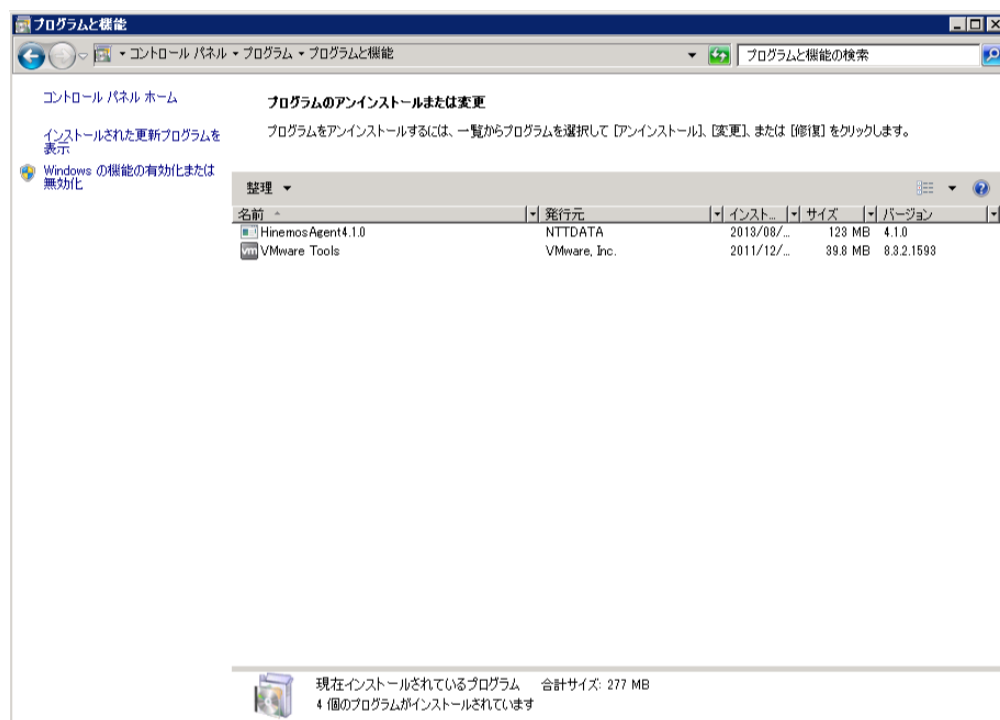 プログラムと機能
コントロール パネル
プログラム
プログラムと機能
プログラムと機能の検索
コントロール パネル ホーム
インストールされた更新プログラムを
表示
Windows の機能の有効化または
無効化
プログラムのアンインストールまたは変更
プログラムをアンインストールするには、一覧からプログラムを選択して [アンインストール]、[変更]、または [修復] をクリックします。
整理
名前 発行元 インスト... サイズ バージョン
HinemosAgent4.1.0 NTTDATA 2013/08/... 123 MB 4.1.0
vm VMware Tools VMware, Inc. 2011/12/... 39.8 MB 8.3.2.1593
現在インストールされているプログラム 合計サイズ: 277 MB
4 個のプログラムがインストールされています